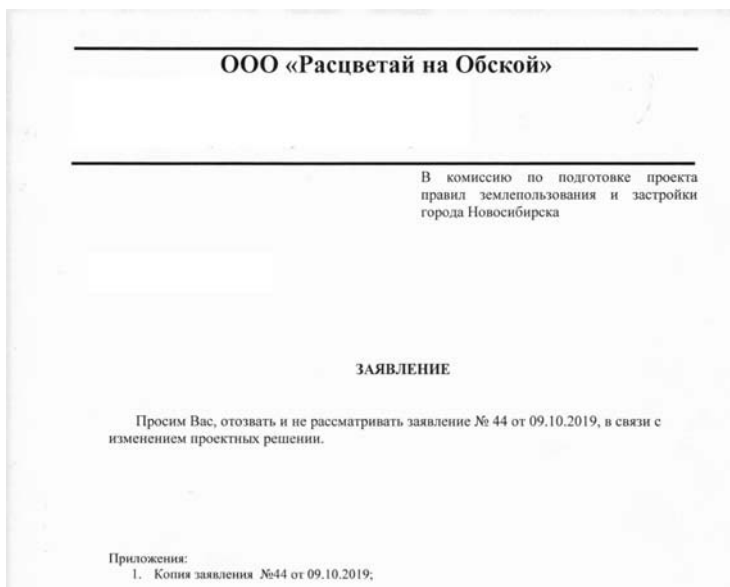 ООО «Расцветай на Обской»
В комиссию по подготовке проекта
правил землепользования и застройки
города Новосибирска
ЗАЯВЛЕНИЕ
Просим Вас, отозвать и не рассматривать заявление № 44 от 09.10.2019, в связи с
изменением проектных решении.
Приложения:
1. Копия заявления №44 от 09.10.2019;